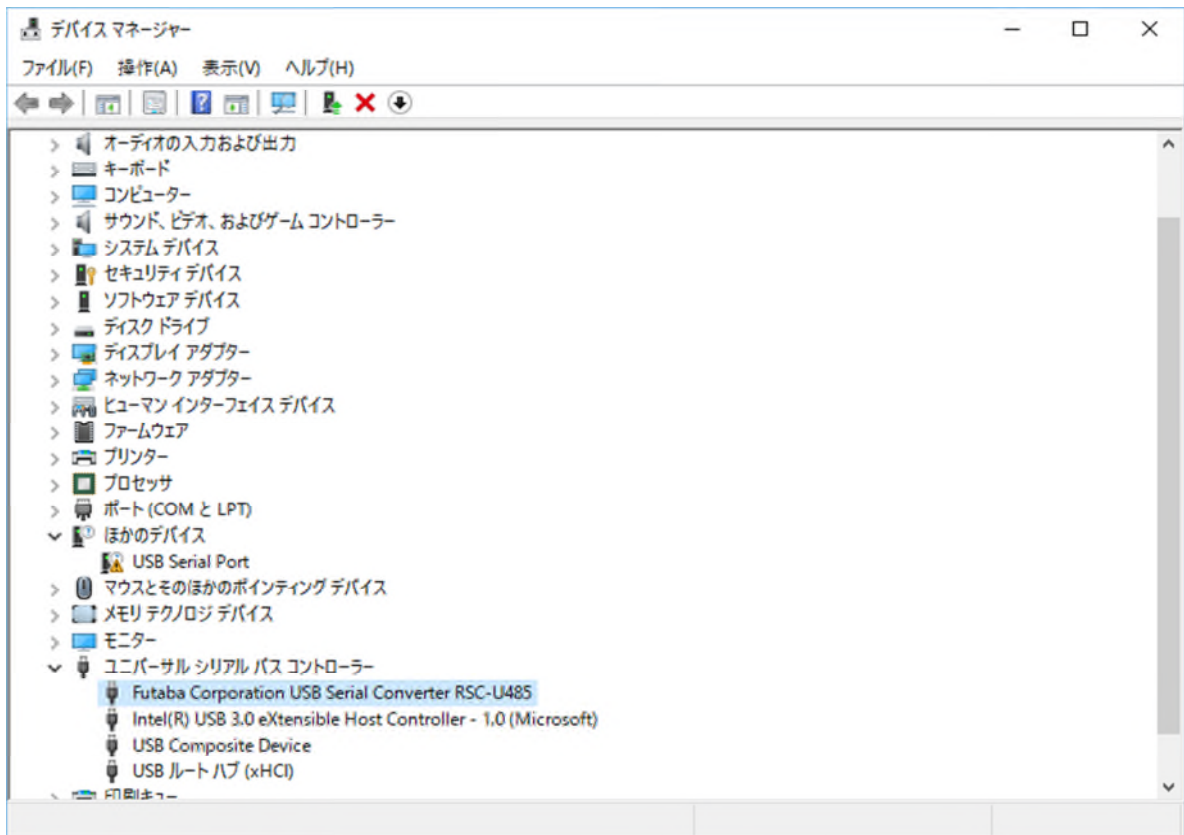 デバイス マネージャー
ファイル(F) 操作(A) 表示(V) ヘルプ(H)
オーディオの入力および出力
キーボード
コンピューター
サウンド、ビデオ、およびゲーム コントローラー
システム デバイス
セキュリティ デバイス
ソフトウェア デバイス
ディスク ドライブ
ディスプレイ アダプター
ネットワーク アダプター
ヒューマン インターフェイス デバイス
ファームウェア
プリンター
プロセッサ
ポート (COM と LPT)
ほかのデバイス
USB Serial Port
マウスとそのほかのポインティング デバイス
メモリ テクノロジ デバイス
モニター
ユニバーサル シリアル バス コントローラー
Futaba Corporation USB Serial Converter RSC-U485
Intel(R) USB 3.0 eXtensible Host Controller - 1.0 (Microsoft)
USB Composite Device
USB ルート ハブ (xHCI)
印刷キュー